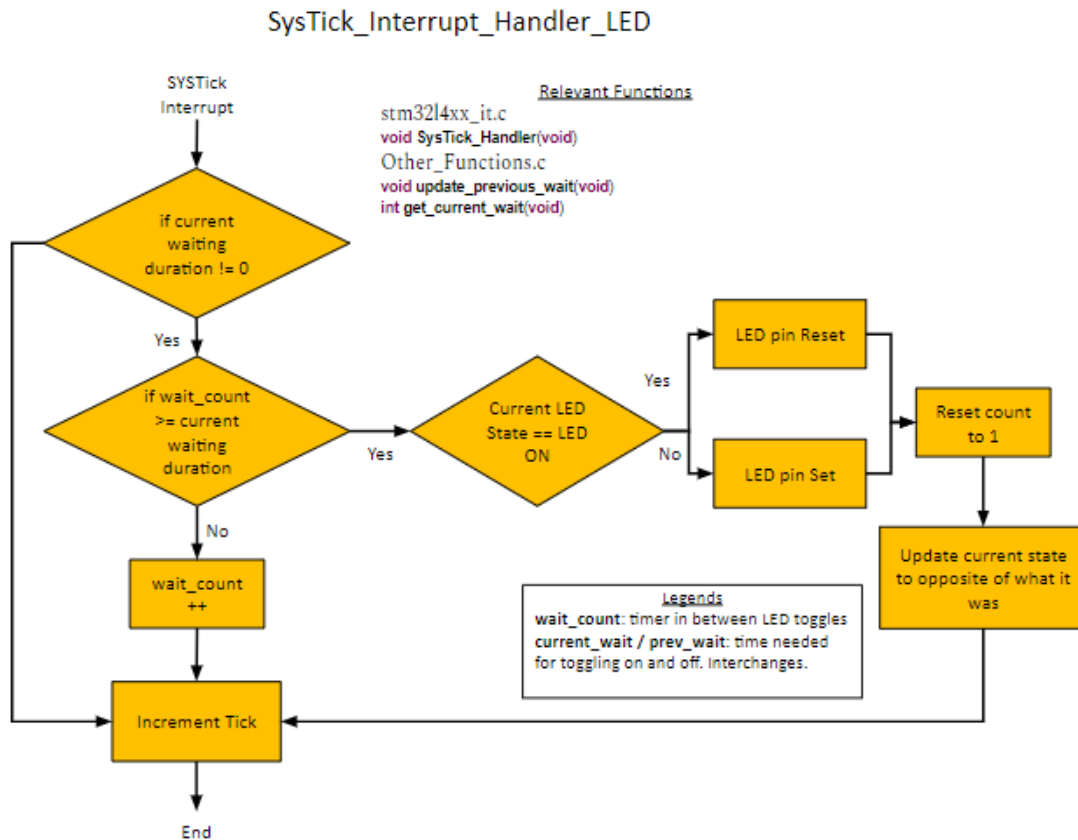 SysTick_Interrupt_Handler_LED
SYSTick
Interrupt
Relevant Functions
stm32l4xx_it.c
void SysTick_Handler(void)
Other_Functions.c
void update_previous_wait(void)
int get_current_wait(void)
if current
waiting
duration != 0
Yes
if wait_count
>= current
waiting
duration
Yes
Current LED
State == LED
ON
Yes
No
LED pin Reset
LED pin Set
Reset count
to 1
Update current state
to opposite of what it
was
No
wait_count
++
Legends
wait_count: timer in between LED toggles
current_wait / prev_wait: time needed
for toggling on and off. Interchanges.
Increment Tick
End